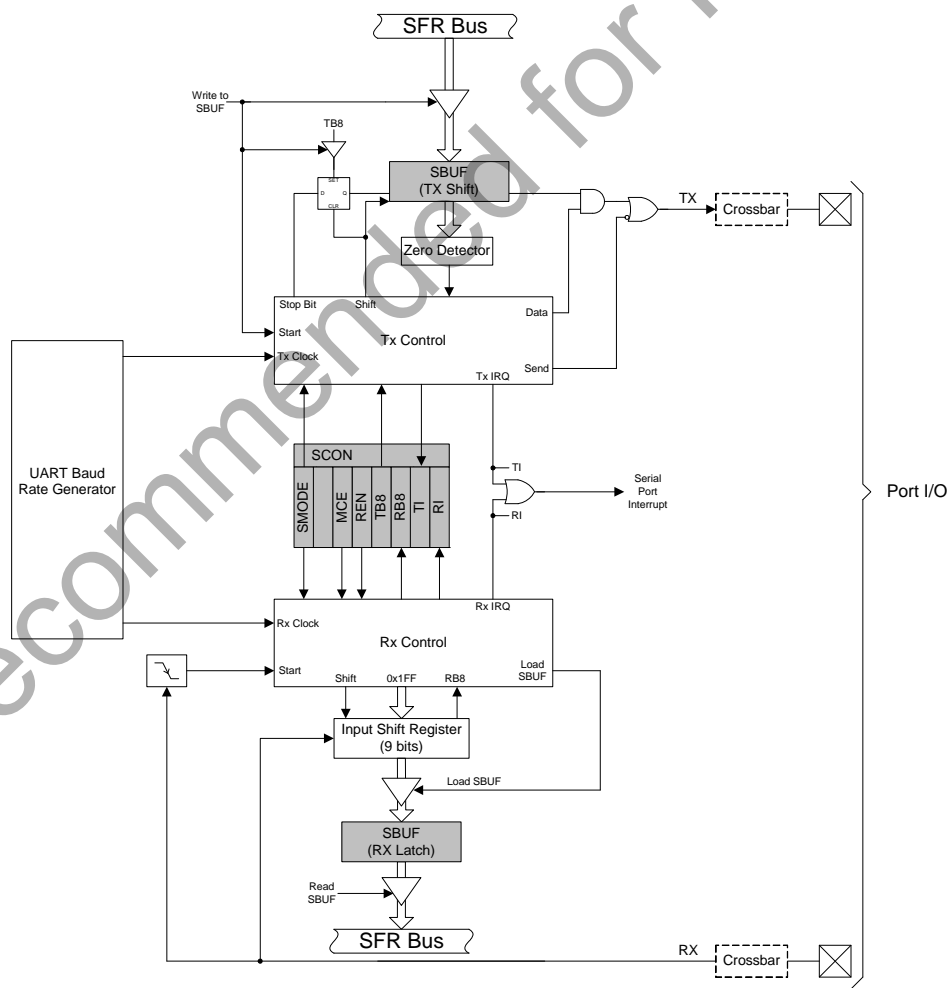 SFR Bus
Write to
SBUF
TB8
SET
D
Q
CLR
SBUF
(TX Shift)
Zero Detector
TX
Crossbar
Stop Bit
Shift
Start
Tx Clock
Tx Control
Data
Send
Tx IRQ
UART Baud
Rate Generator
SCON
SMODE
MCE
REN
TB8
RB8
TI
RI
TI
RI
Serial
Port
Interrupt
Port I/O
Rx IRQ
Rx Clock
Rx Control
Start
Load
SBUF
Shift
0x1FF
RB8
Input Shift Register
(9 bits)
Load SBUF
SBUF
(RX Latch)
Read
SBUF
SFR Bus
RX
Crossbar
ecommended for